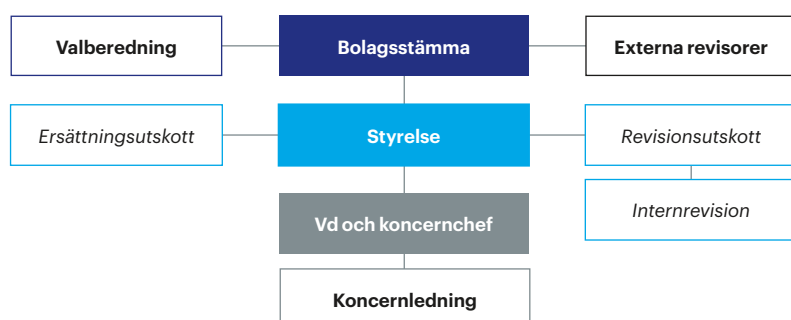 Valberedning
Bolagsstämma
Externa revisorer
Ersättningsutskott
Styrelse
Revisionsutskott
Vd och koncernchef
Internrevision
Koncernledning